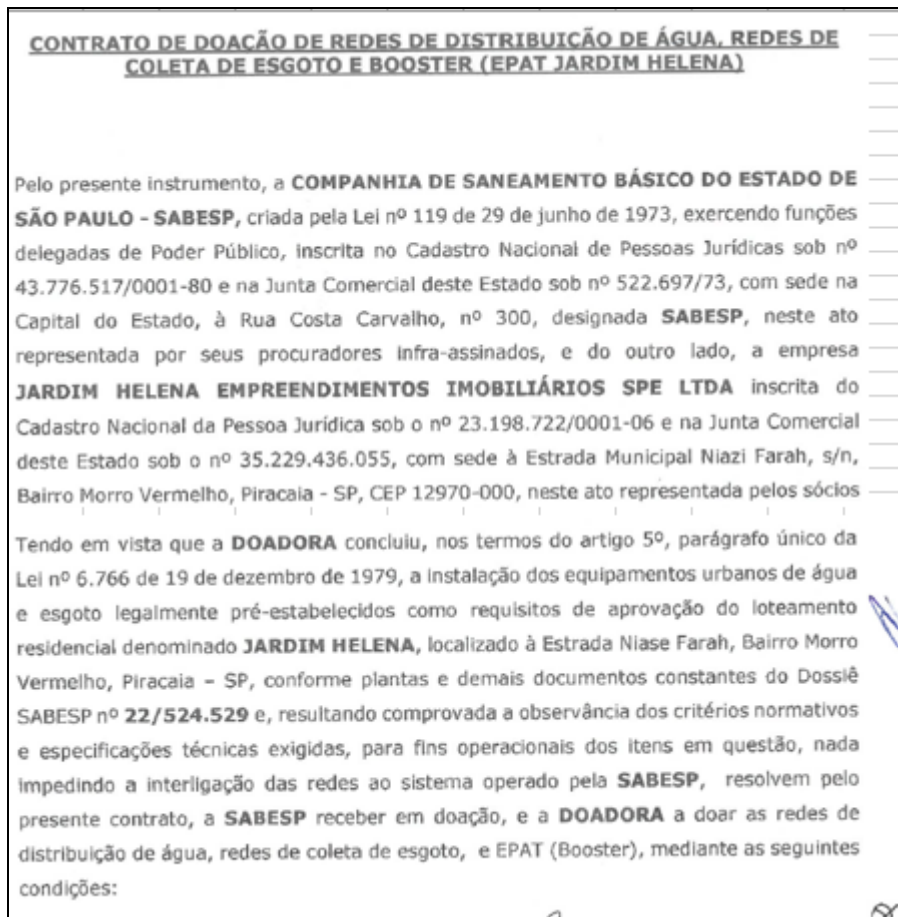 CONTRATO DE DOAÇÃO DE REDES DE DISTRIBUIÇÃO DE ÁGUA, REDES DE
COLETA DE ESGOTO E BOOSTER (EPAT JARDIM HELENA)
Pelo presente instrumento, a COMPANHIA DE SANEAMENTO BÁSICO DO ESTADO DE
SÃO PAULO - SABESP, criada pela Lei nº 119 de 29 de junho de 1973, exercendo funções
delegadas de Poder Público, inscrita no Cadastro Nacional de Pessoas Jurídicas sob nº
43.776.517/0001-80 e na Junta Comercial deste Estado sob nº 522.697/73, com sede na
Capital do Estado, à Rua Costa Carvalho, nº 300, designada SABESP, neste ato
representada por seus procuradores infra-assinados, e do outro lado, a empresa
JARDIM HELENA EMPREENDIMENTOS IMOBILIÁRIOS SPE LTDA inscrita do
Cadastro Nacional da Pessoa Jurídica sob o nº 23.198.722/0001-06 e na Junta Comercial
deste Estado sob o nº 35.229.436.055, com sede à Estrada Municipal Niazi Farah, s/n,
Bairro Morro Vermelho, Piracaia - SP, CEP 12970-000, neste ato representada pelos sócios
Tendo em vista que a DOADORA concluiu, nos termos do artigo 5º, parágrafo único da
Lei nº 6.766 de 19 de dezembro de 1979, a instalação dos equipamentos urbanos de água
e esgoto legalmente pré-estabelecidos como requisitos de aprovação do loteamento
residencial denominado JARDIM HELENA, localizado à Estrada Niase Farah, Bairro Morro
Vermelho, Piracaia – SP, conforme plantas e demais documentos constantes do Dossiê
SABESP nº 22/524.529 e, resultando comprovada a observância dos critérios normativos
e especificações técnicas exigidas, para fins operacionais dos itens em questão, nada
impedindo a interligação das redes ao sistema operado pela SABESP, resolvem pelo
presente contrato, a SABESP receber em doação, e a DOADORA a doar as redes de
distribuição de água, redes de coleta de esgoto, e EPAT (Booster), mediante as seguintes
condições: